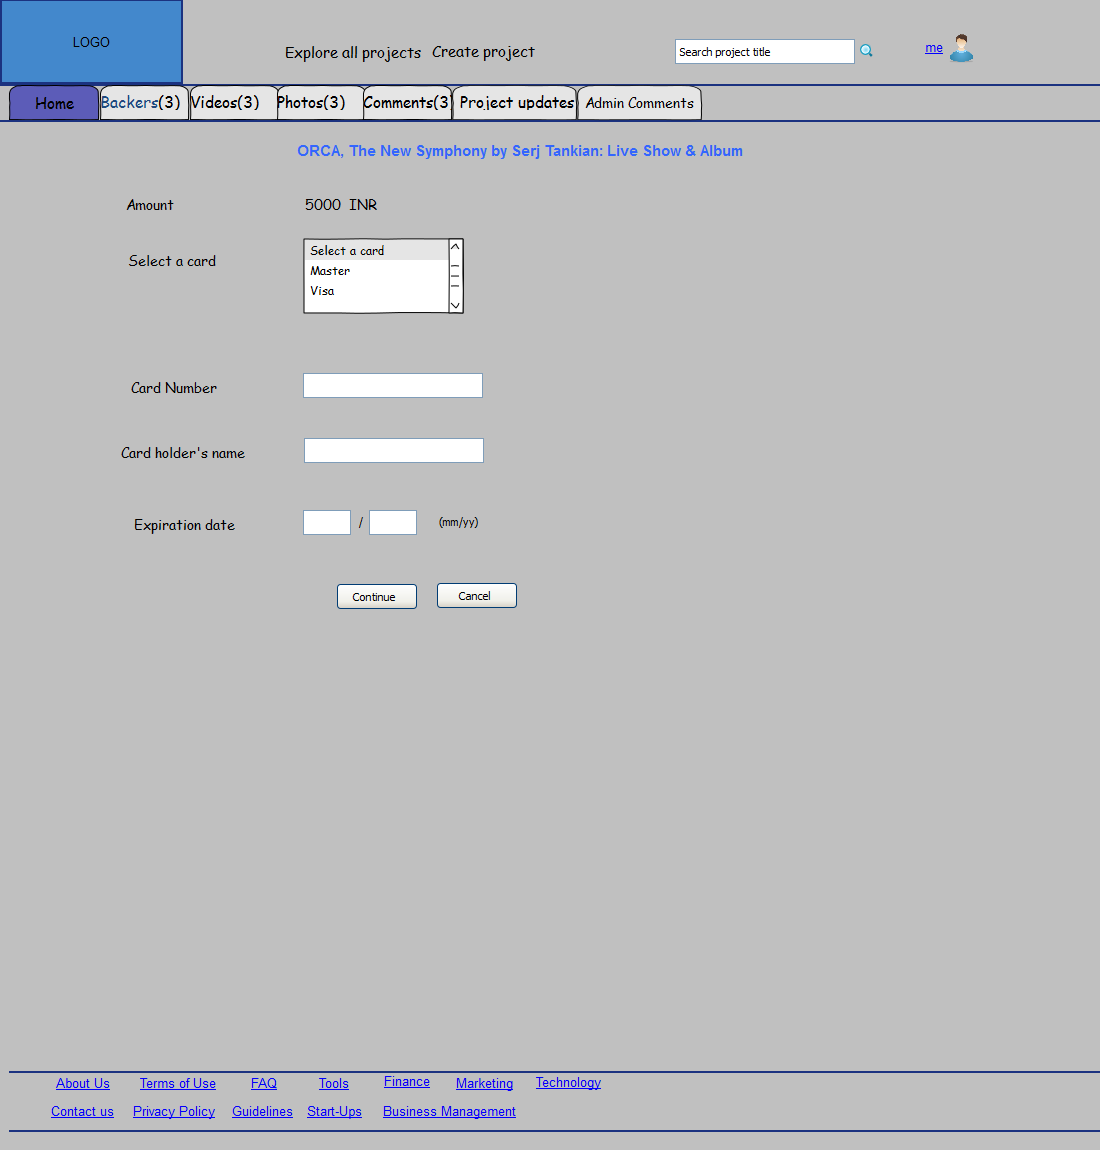 LOGO
Explore all projects Create project
Search project title
me
Home Backers(3) Videos(3) Photos(3) Comments(3) Project updates Admin Comments
ORCA, The New Symphony by Serj Tankian: Live Show & Album
Amount 5000 INR
Select a card
Select a card
Master
Visa
Card Number
Card holder's name
Expiration date / (mm/yy)
Continue Cancel
About Us Terms of Use FAQ Tools Finance Marketing Technology
Contact us Privacy Policy Guidelines Start-Ups Business Management